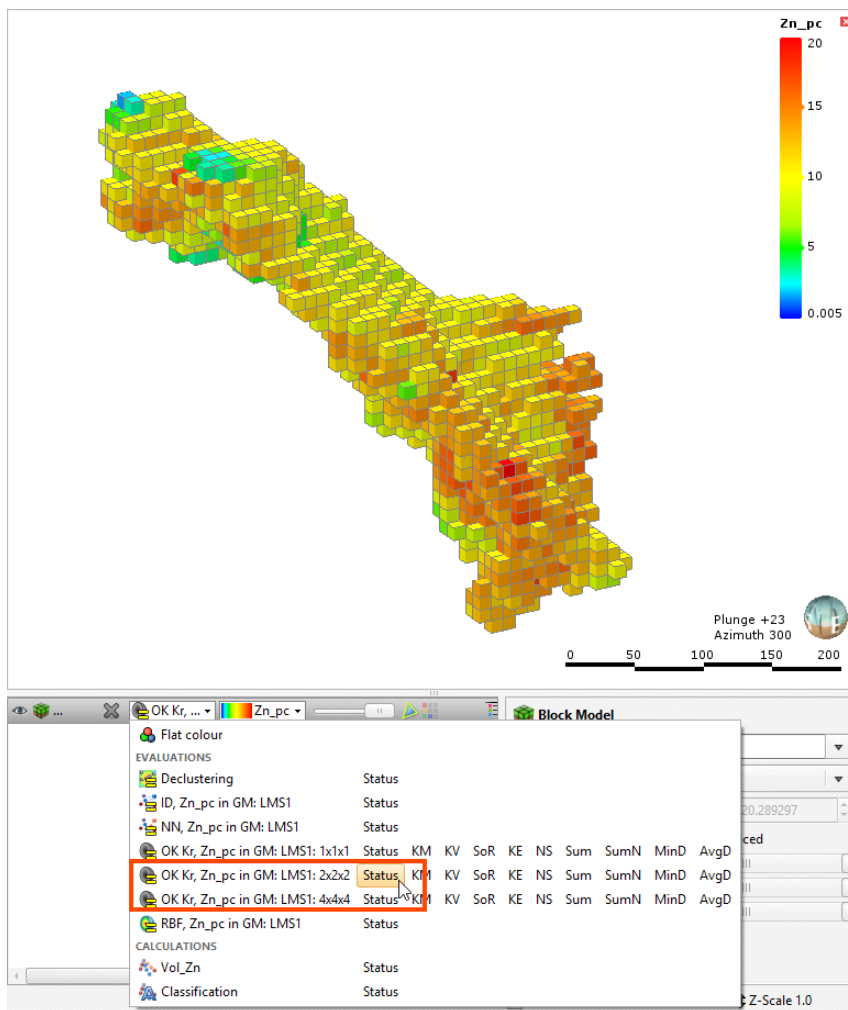 Zn_pc
20
15
10
5
0.005
Plunge +23
Azimuth 300
0 50 100 150 200
... OK Kr, ... Zn_pc
Block Model
Flat colour
EVALUATIONS
Declustering Status
ID, Zn_pc in GM: LMS1 Status
20.289297
NN, Zn_pc in GM: LMS1 Status
ced
OK Kr, Zn_pc in GM: LMS1: 1x1x1 Status KM KV SoR KE NS Sum SumN MinD AvgD
OK Kr, Zn_pc in GM: LMS1: 2x2x2 Status KM KV SoR KE NS Sum SumN MinD AvgD
OK Kr, Zn_pc in GM: LMS1: 4x4x4 Status KM KV SoR KE NS Sum SumN MinD AvgD
RBF, Zn_pc in GM: LMS1 Status
CALCULATIONS
Vol_Zn Status
Classification Status
Z-Scale 1.0